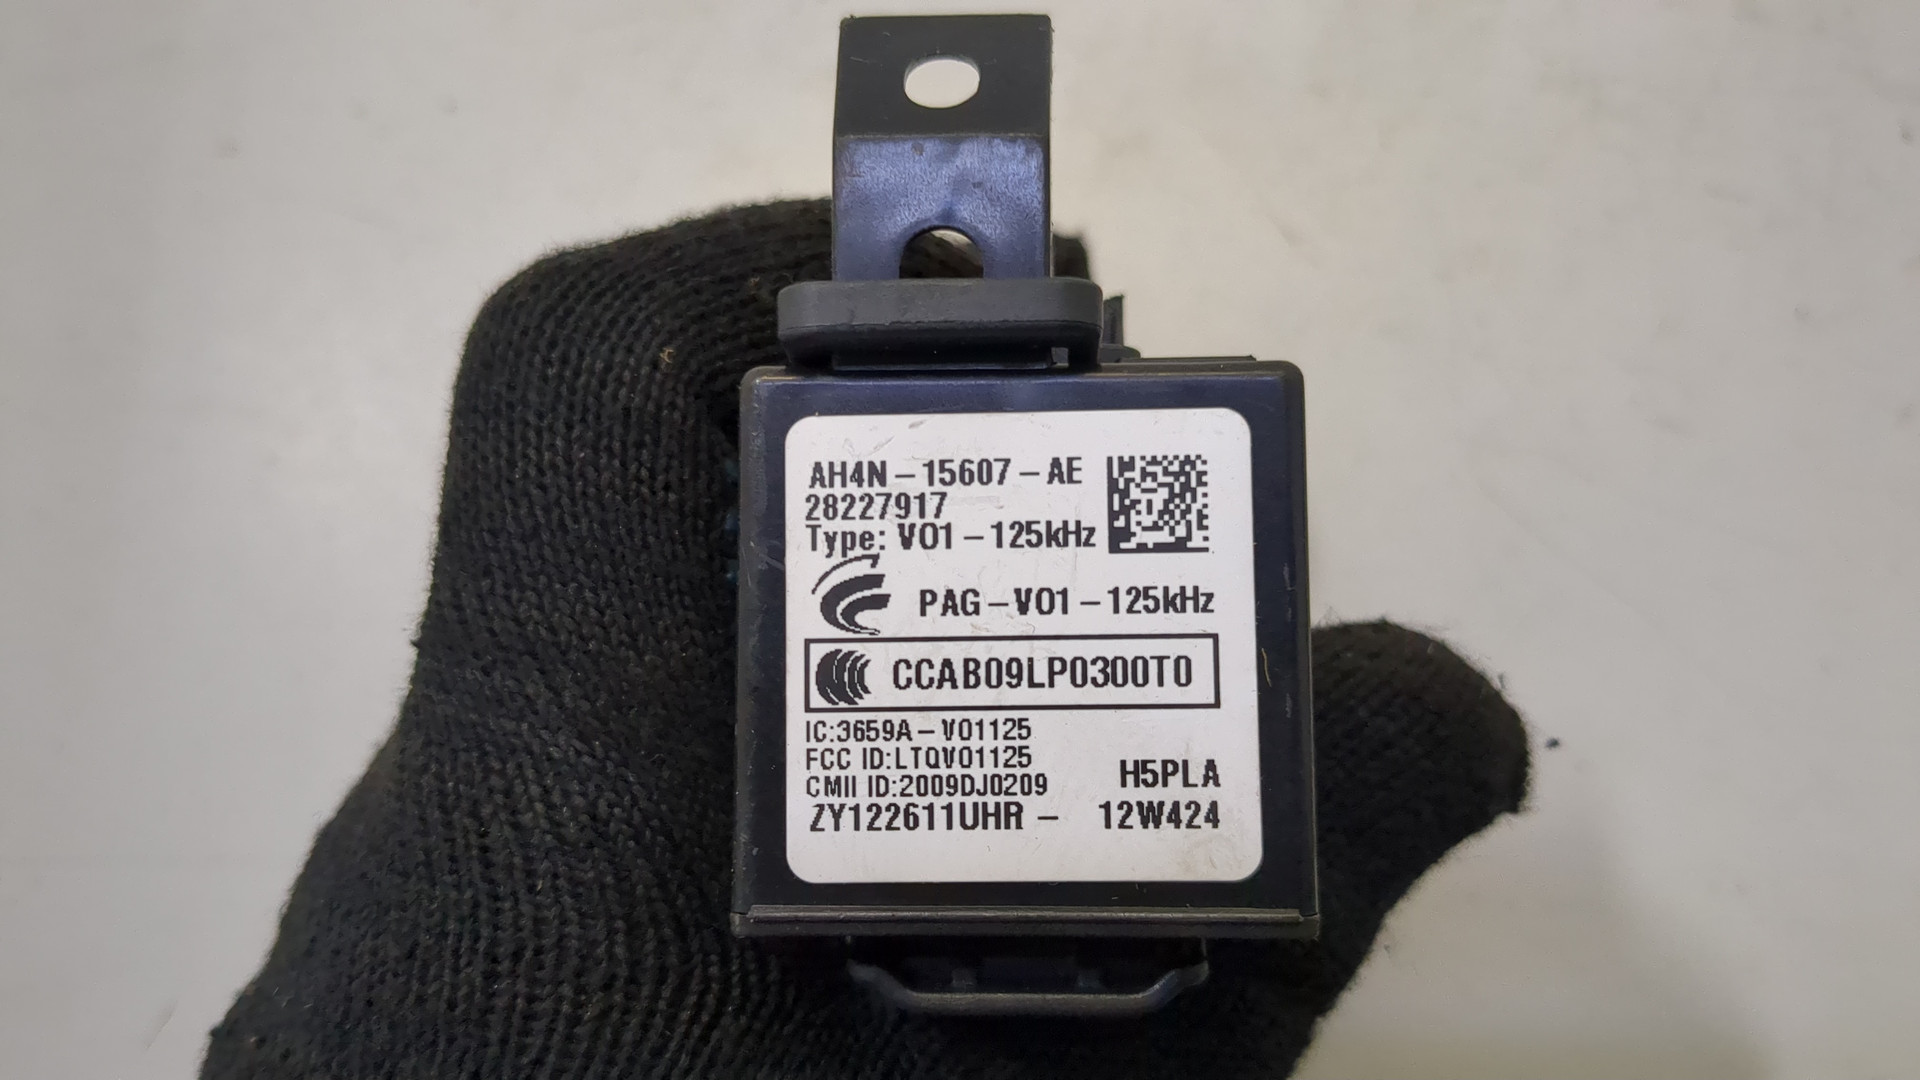 AH4N-15607-AE
28227917
Type: V01-125kHz
PAG-V01-125kHz
CCAB09LP0300T0
IC:3659A-V01125
FCC ID:LTQV01125
CMII ID:2009DJ0209
H5PLA
ZY122611UHR- 12W424